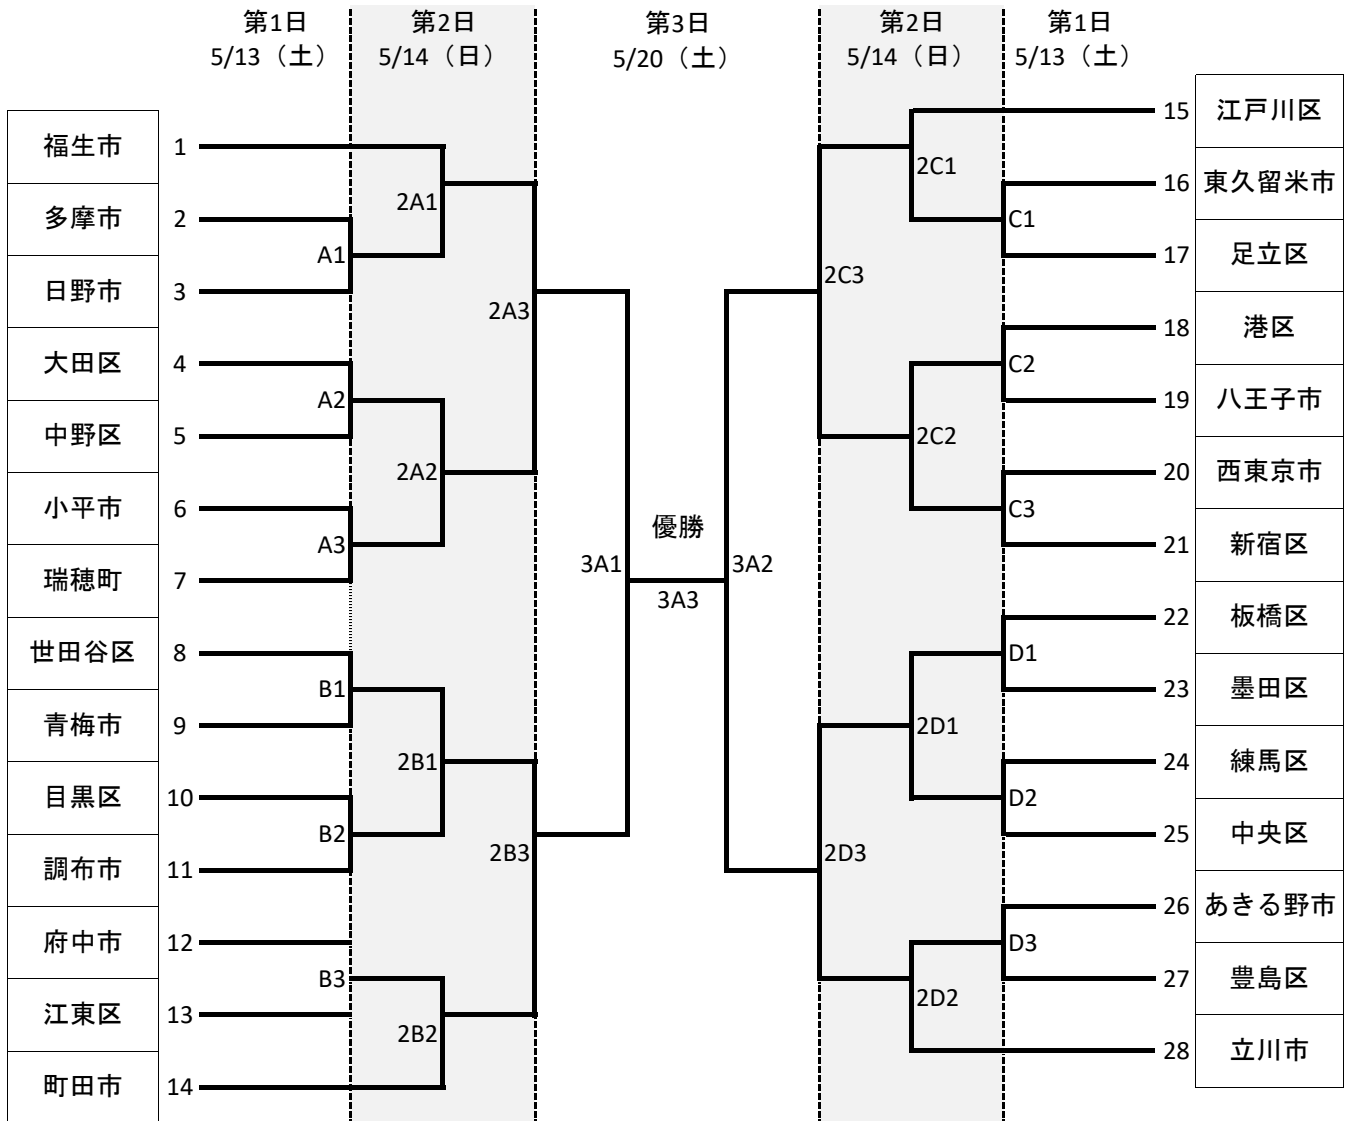 第1日 第2日 第3日 第2日 第1日
5/13（土） 5/14（日） 5/20（土） 5/14（日） 5/13（土）
福生市 1
多摩市 2
日野市 3
大田区 4
中野区 5
小平市 6
瑞穂町 7
世田谷区 8
青梅市 9
目黒区 10
調布市 11
府中市 12
江東区 13
町田市 14
A1
A2
A3
B1
B2
B3
2A1
2A2
2B1
2B2
2A3
2B3
3A1
優勝
3A3
3A2
2C3
2D3
2C1
2C2
2D1
2D2
C1
C2
C3
D1
D2
D3
15 江戸川区
16 東久留米市
17 足立区
18 港区
19 八王子市
20 西東京市
21 新宿区
22 板橋区
23 墨田区
24 練馬区
25 中央区
26 あきる野市
27 豊島区
28 立川市